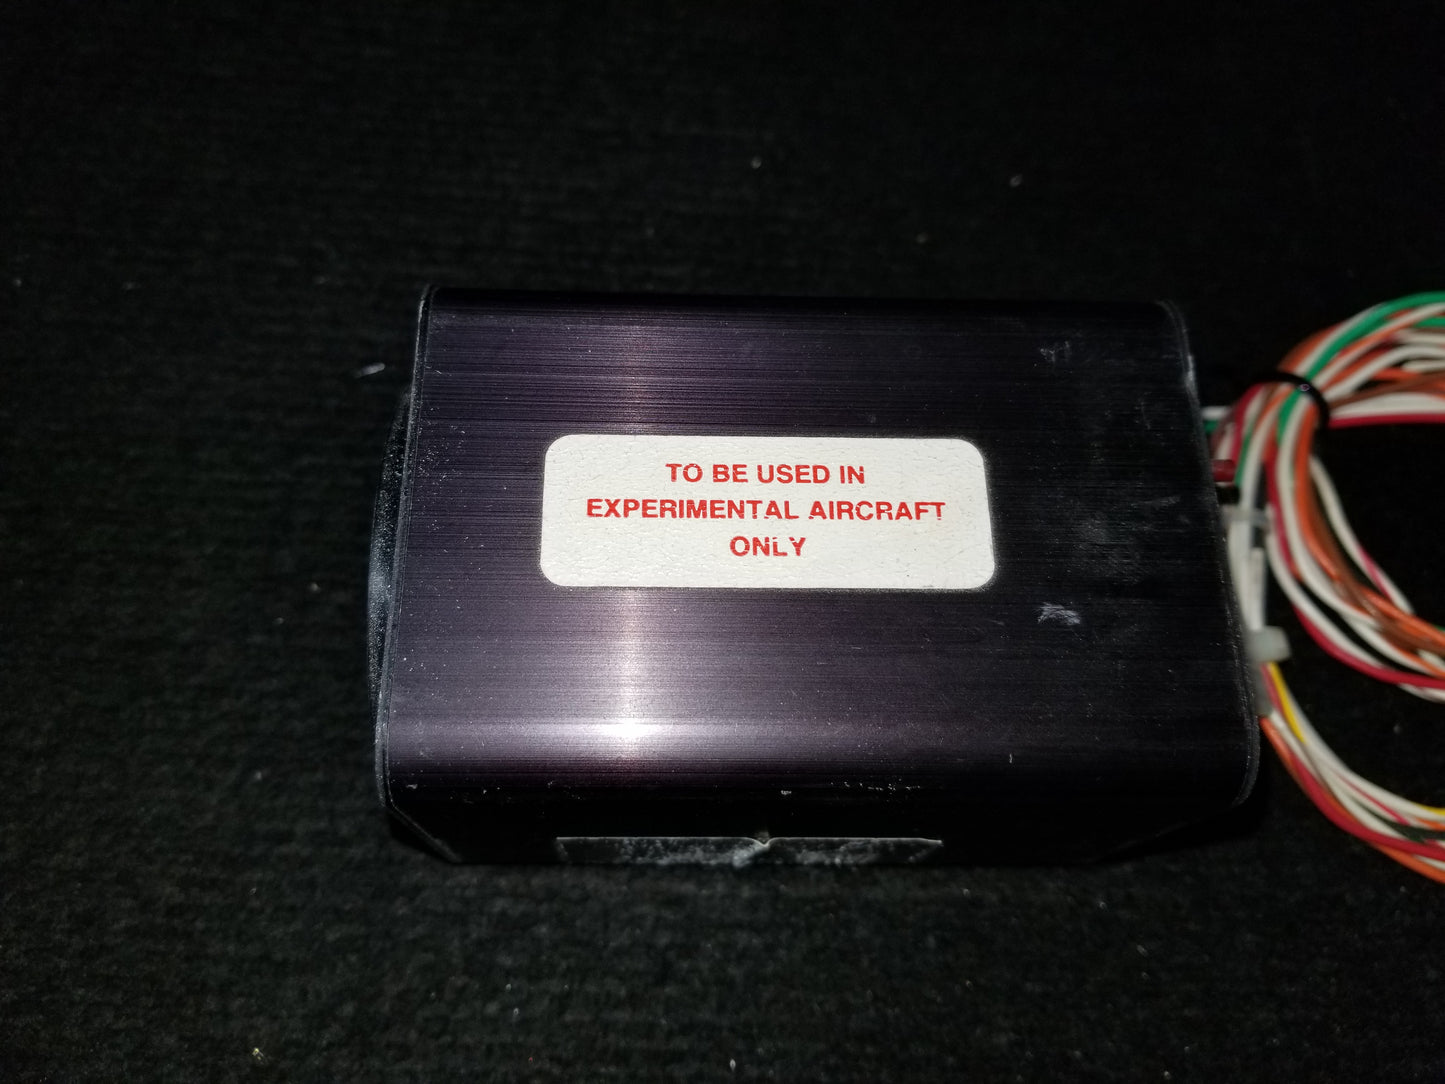 TO BE USED IN
EXPERIMENTAL AIRCRAFT
ONLY